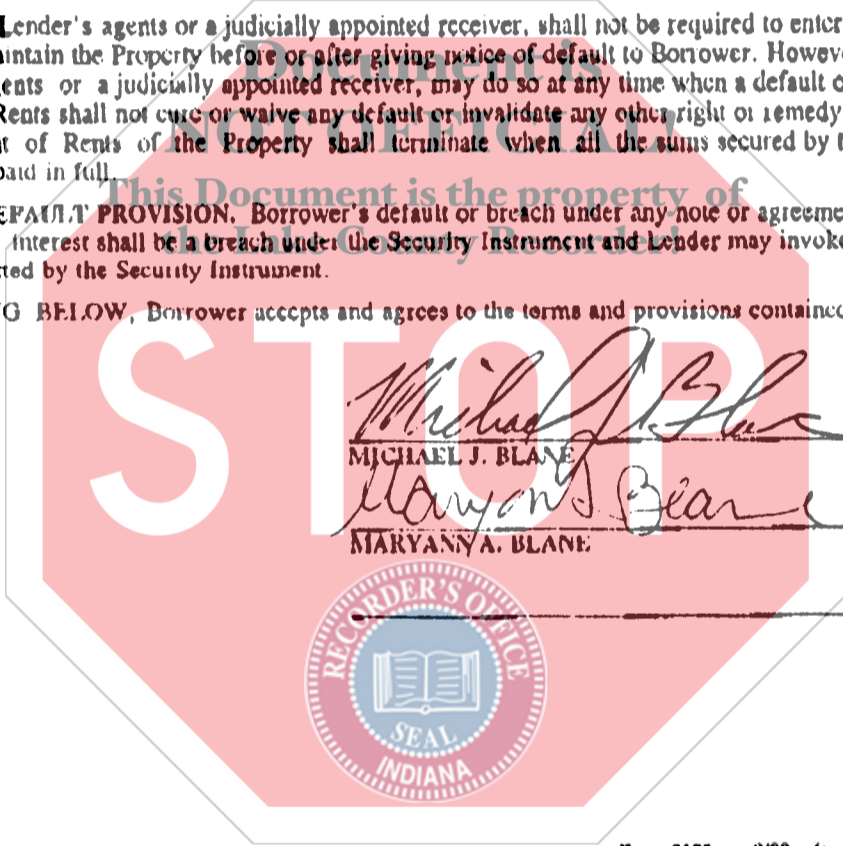 Lender's agents or a judicially appointed receiver, shall not be required to enter
intain the Property before or after giving notice of default to Borrower. Howev
ents or a judicially appointed receiver, may do so at any time when a default o
Rents shall not cure or waive any default or invalidate any other right or remedy
t of Rents of the Property shall terminate when all the sums secured by t
paid in full.
EFAULT PROVISION. Borrower's default or breach under any note or agreeme
interest shall be a breach under the Security Instrument and Lender may invoke
ted by the Security Instrument.
G BELOW, Borrower accepts and agrees to the terms and provisions contained
Document is
NOT OFFICIAL!
This Document is the property of
the Lake County Recorder!
STOP
Michael J Blane
MICHAEL J. BLANE
Maryann
MARYANN A. BLANE
RECORDER'S OFFICE
SEAL
INDIANA